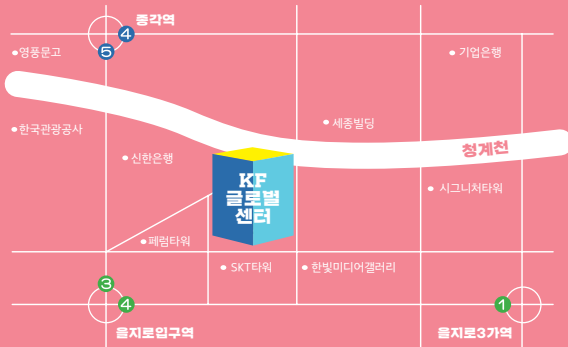 종각역
4
5
영풍문고
기업은행
한국관광공사
세종빌딩
청계천
신한은행
KF
글로벌
센터
시그니처타워
페럼타워
SKT타워
한빛미디어갤러리
3
4
1
을지로입구역
을지로3가역